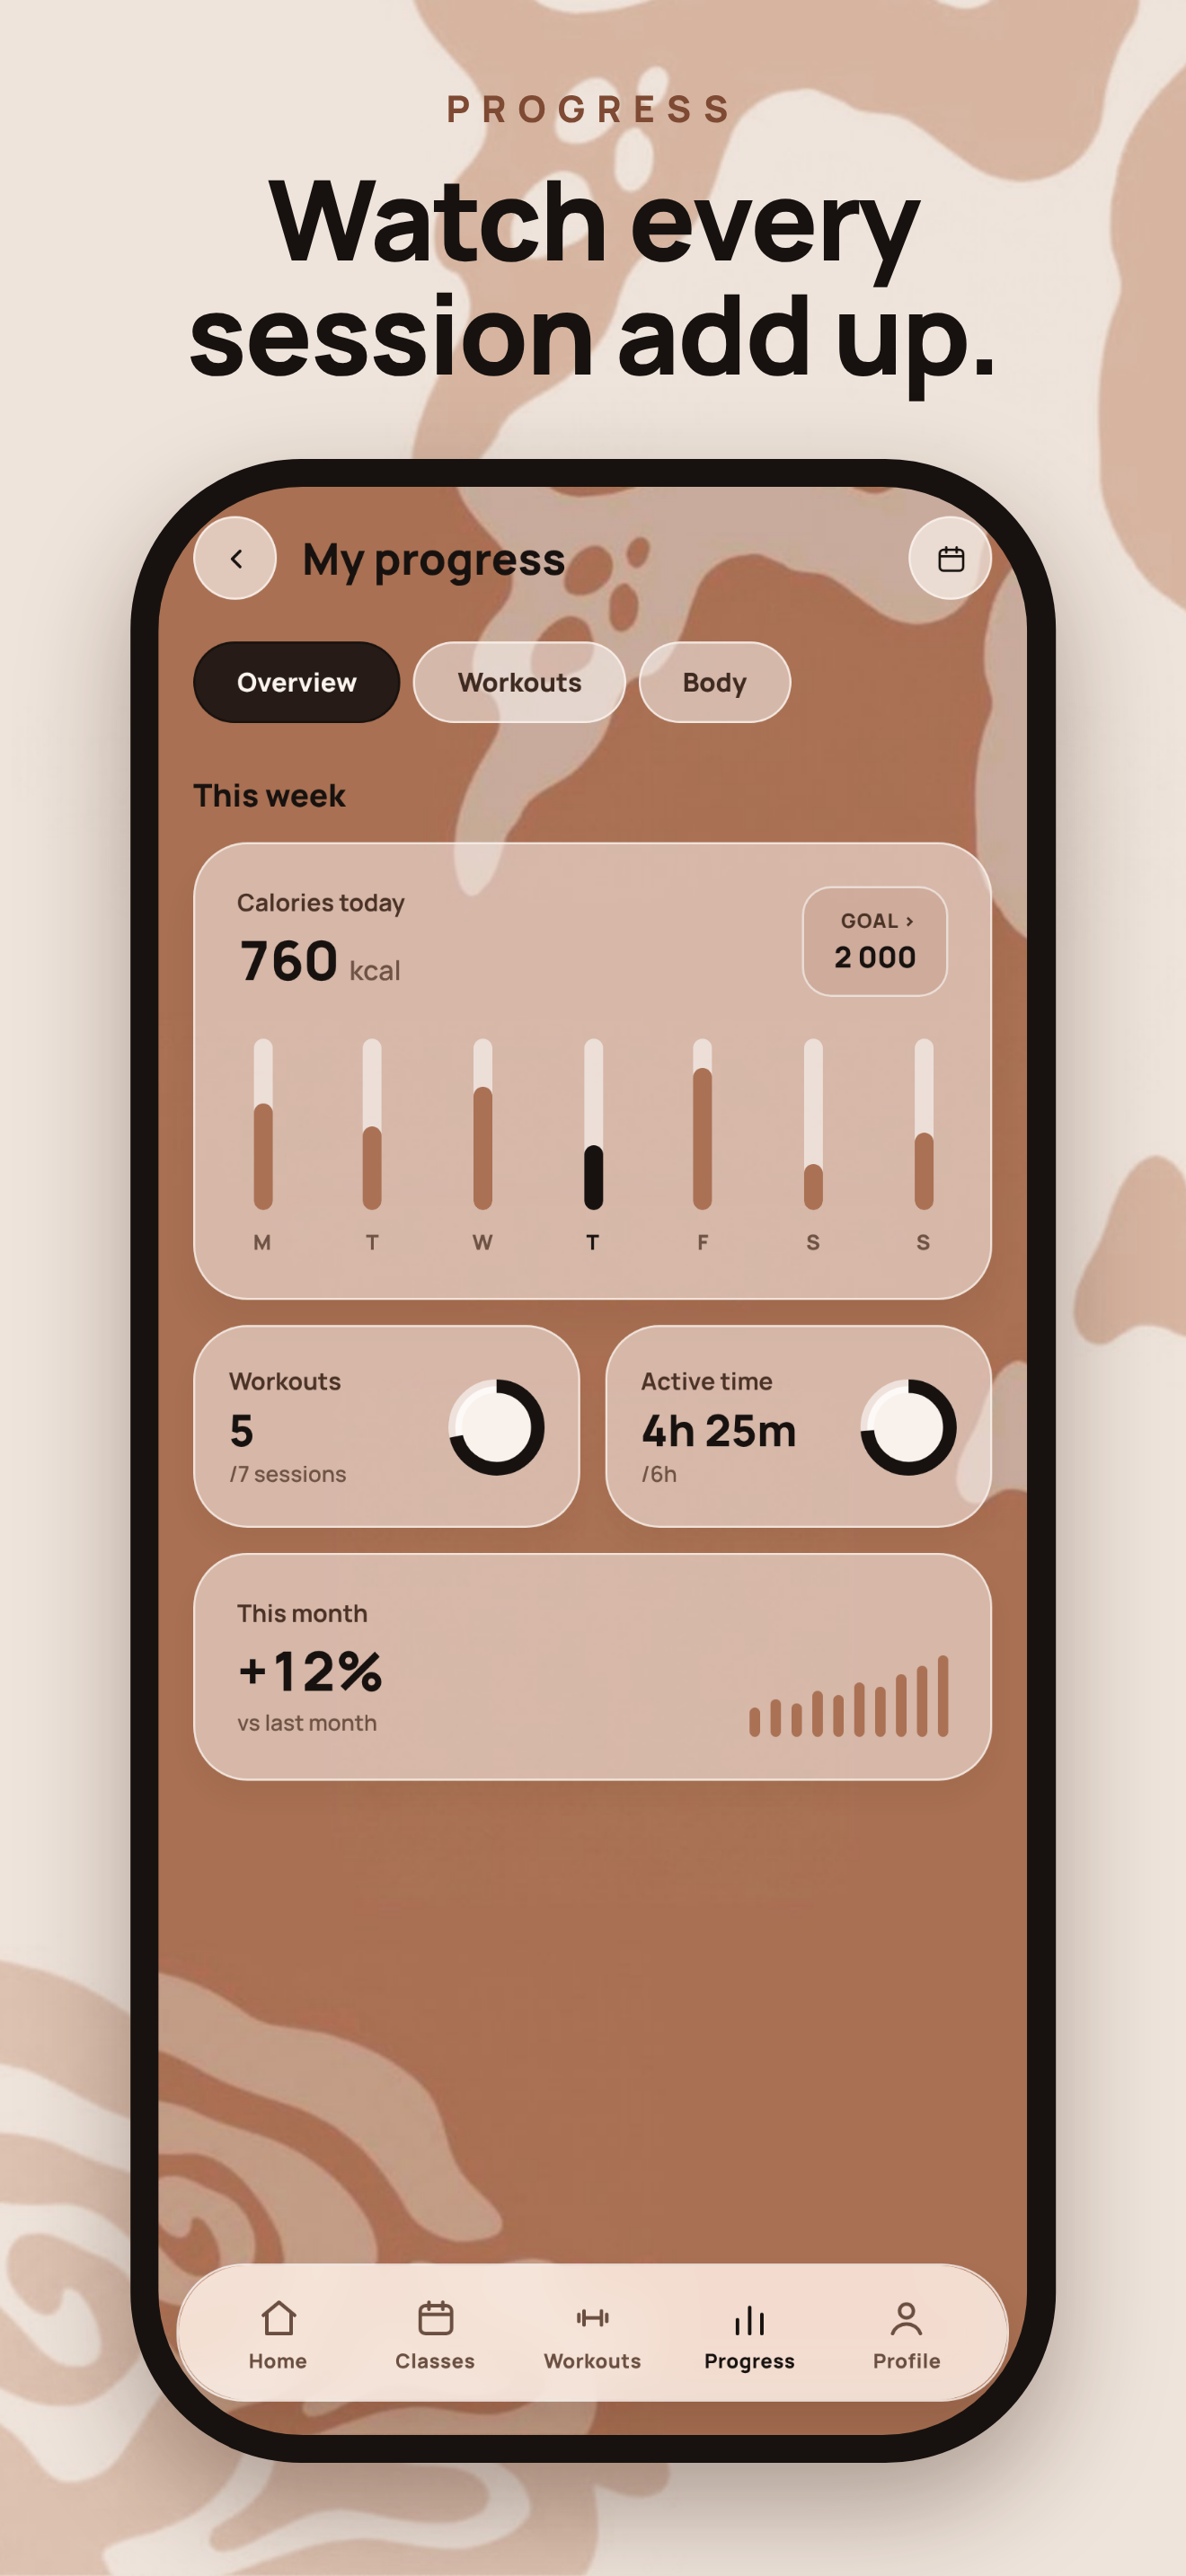 PROGRESS
Watch every
session add up.
My progress
Overview Workouts Body
This week
Calories today
760 kcal
GOAL ›
2 000
M T W T F S S
Workouts
5
/7 sessions
Active time
4h 25m
/6h
This month
+12%
vs last month
Home Classes Workouts Progress Profile